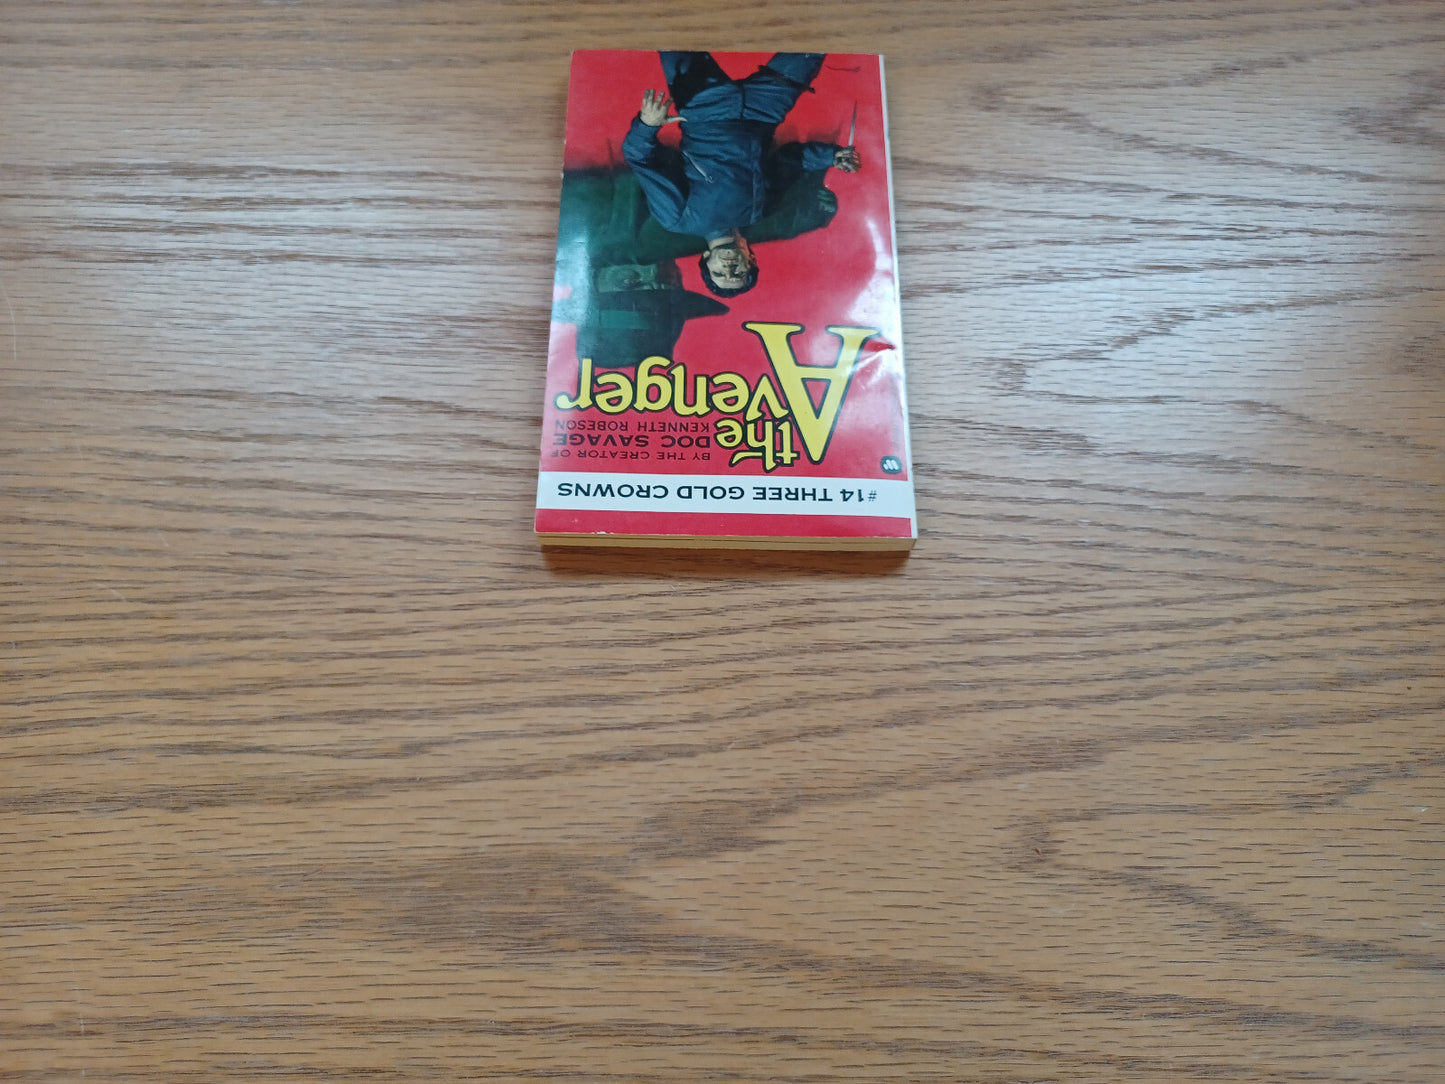 #14 THREE GOLD CROWNS
the
Avenger
BY THE CREATOR OF
DOC SAVAGE
KENNETH ROBESON
W